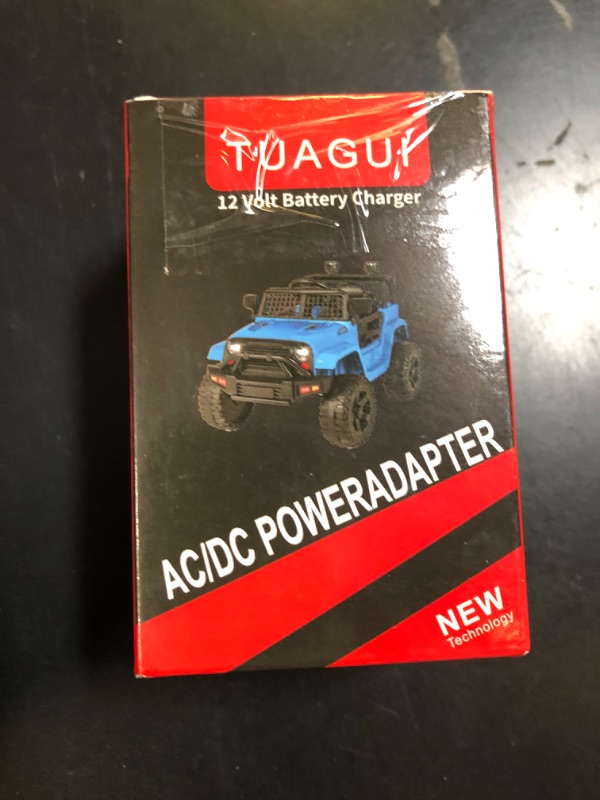 TUAGUI
12 Volt Battery Charger
AC/DC POWERADAPTER
NEW
Technology